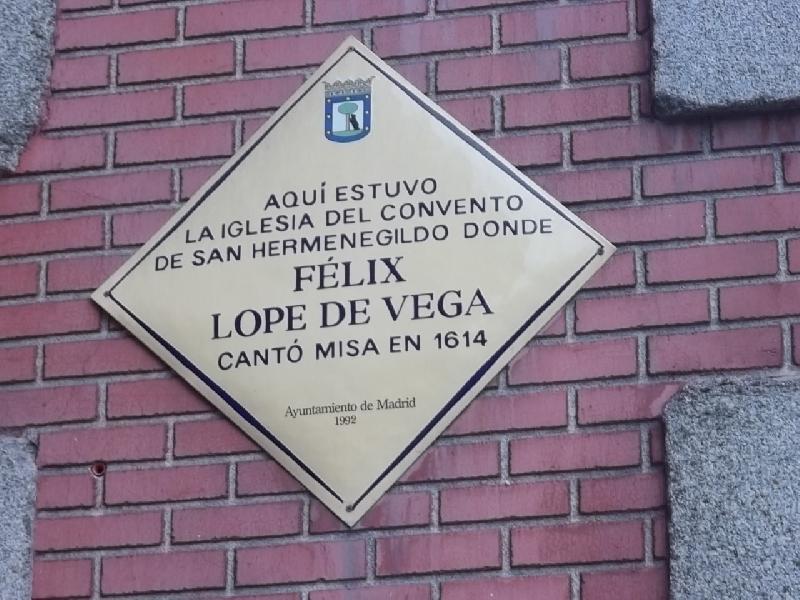 AQUÍ ESTUVO
LA IGLESIA DEL CONVENTO
DE SAN HERMENEGILDO DONDE
FÉLIX
LOPE DE VEGA
CANTÓ MISA EN 1614
Ayuntamiento de Madrid
1992